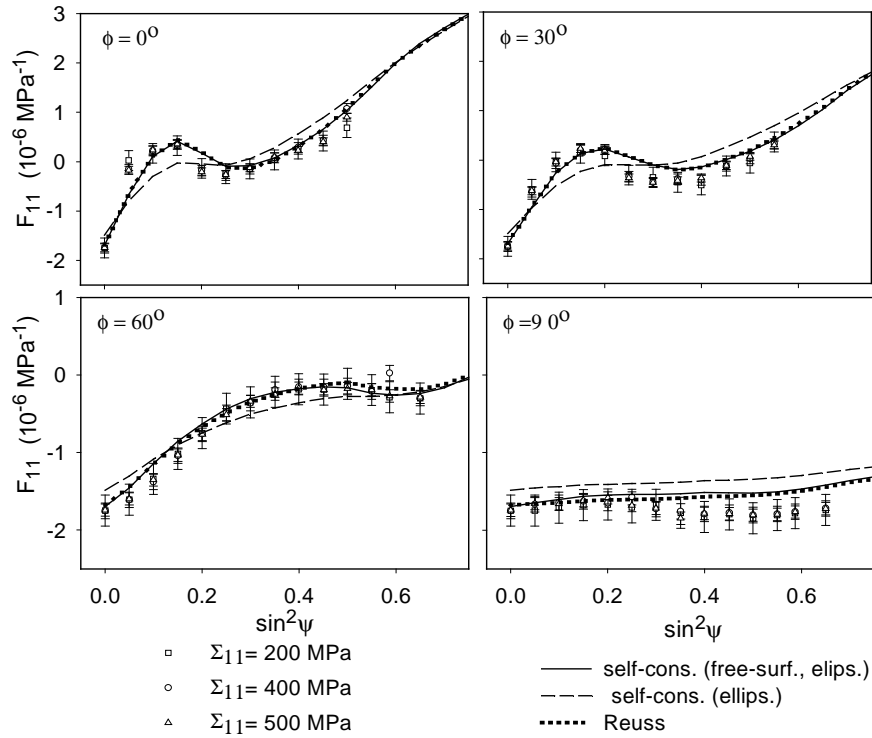 ϕ = 0°
ϕ = 30°
3
2
1
0
-1
-2
F₁₁ (10⁻⁶ MPa⁻¹)
ϕ = 60°
ϕ =9 0°
1
0
-1
-2
F₁₁ (10⁻⁶ MPa⁻¹)
0.0 0.2 0.4 0.6
0.0 0.2 0.4 0.6
sin²ψ
sin²ψ
Σ₁₁= 200 MPa
Σ₁₁= 400 MPa
Σ₁₁= 500 MPa
self-cons. (free-surf., elips.)
self-cons. (ellips.)
Reuss